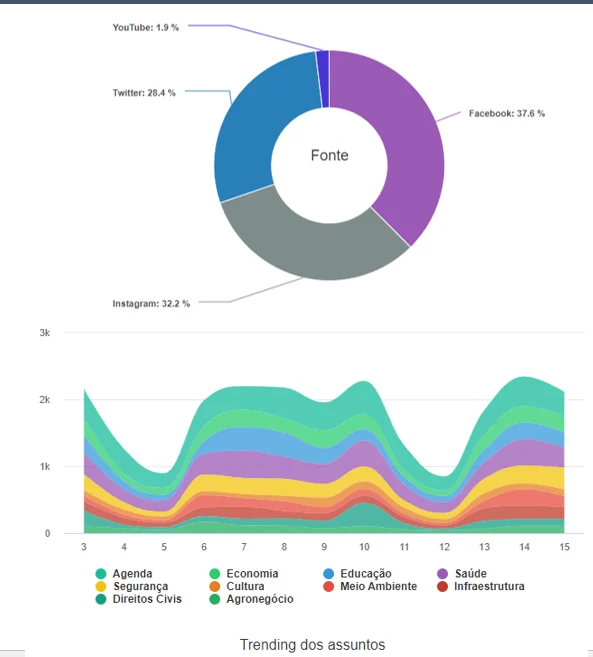 YouTube: 1.9 %
Twitter: 28.4 %
Facebook: 37.6 %
Fonte
Instagram: 32.2 %
3k
2k
1k
0
3 4 5 6 7 8 9 10 11 12 13 14 15
Agenda Economia Educação Saúde
Segurança Cultura Meio Ambiente Infraestrutura
Direitos Civis Agronegócio
Trending dos assuntos